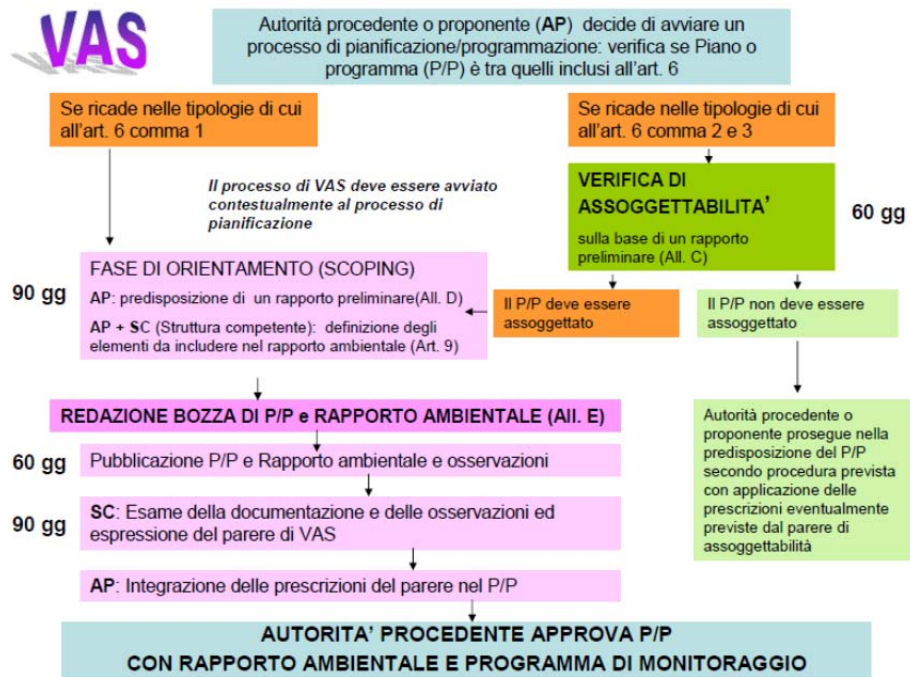 VAS
Autorità procedente o proponente (AP) decide di avviare un
processo di pianificazione/programmazione: verifica se Piano o
programma (P/P) è tra quelli inclusi all'art. 6
Se ricade nelle tipologie di cui
all'art. 6 comma 1
Se ricade nelle tipologie di cui
all'art. 6 comma 2 e 3
Il processo di VAS deve essere avviato
contestualmente al processo di
pianificazione
VERIFICA DI
ASSOGGETTABILITA'
sulla base di un rapporto
preliminare (All. C)
60 gg
90 gg
FASE DI ORIENTAMENTO (SCOPING)
AP: predisposizione di un rapporto preliminare(All. D)
AP + SC (Struttura competente): definizione degli
elementi da includere nel rapporto ambientale (Art. 9)
Il P/P deve essere
assoggettato
Il P/P non deve essere
assoggettato
REDAZIONE BOZZA DI P/P e RAPPORTO AMBIENTALE (All. E)
60 gg
Pubblicazione P/P e Rapporto ambientale e osservazioni
90 gg
SC: Esame della documentazione e delle osservazioni ed
espressione del parere di VAS
AP: Integrazione delle prescrizioni del parere nel P/P
Autorità procedente o
proponente prosegue nella
predisposizione del P/P
secondo procedura prevista
con applicazione delle
prescrizioni eventualmente
previste dal parere di
assoggettabilità
AUTORITA' PROCEDENTE APPROVA P/P
CON RAPPORTO AMBIENTALE E PROGRAMMA DI MONITORAGGIO